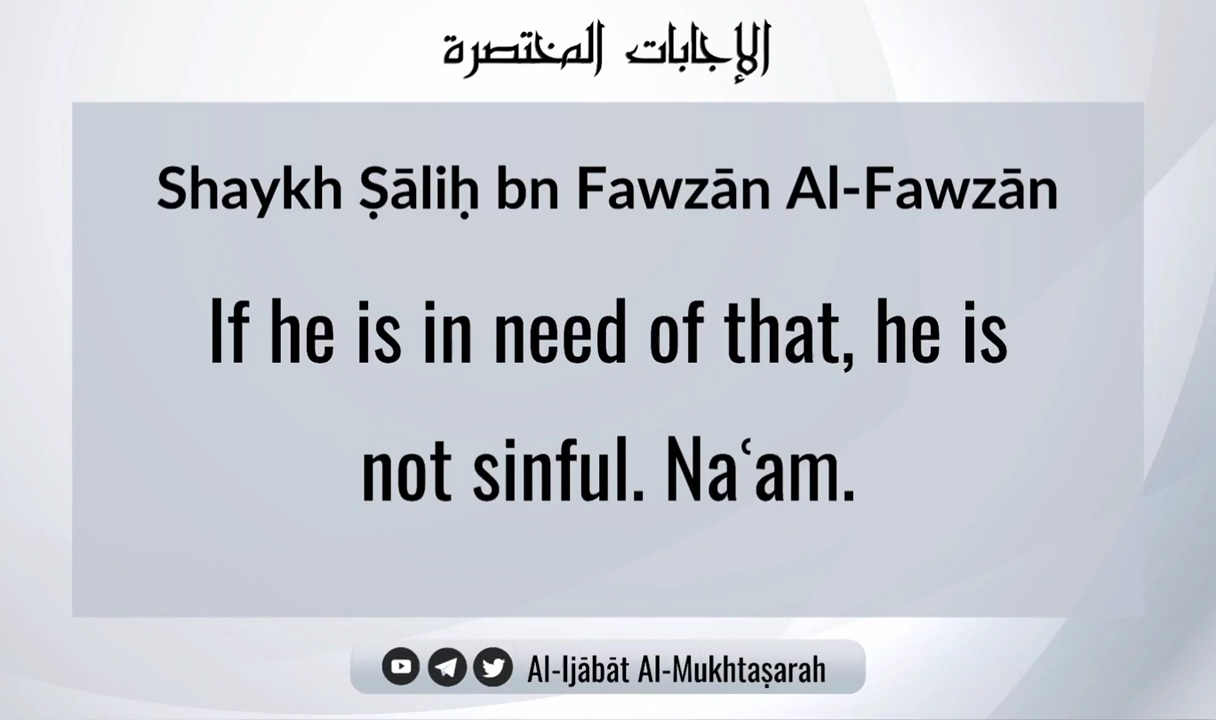 الإجابات المختصرة
Shaykh Ṣāliḥ bn Fawzān Al-Fawzān
If he is in need of that, he is
not sinful. Naʿam.
Al-Ijābāt Al-Mukhtaṣarah